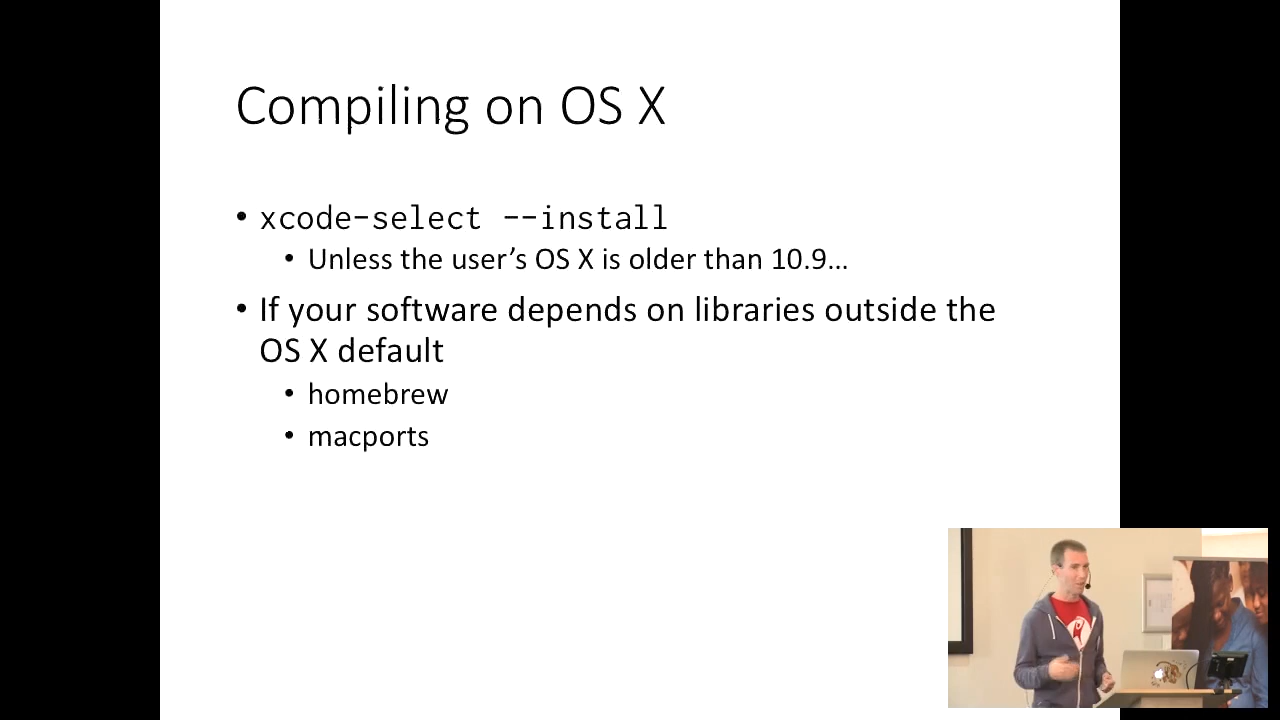 Compiling on OS X
• xcode-select --install
• Unless the user’s OS X is older than 10.9…
• If your software depends on libraries outside the
OS X default
• homebrew
• macports